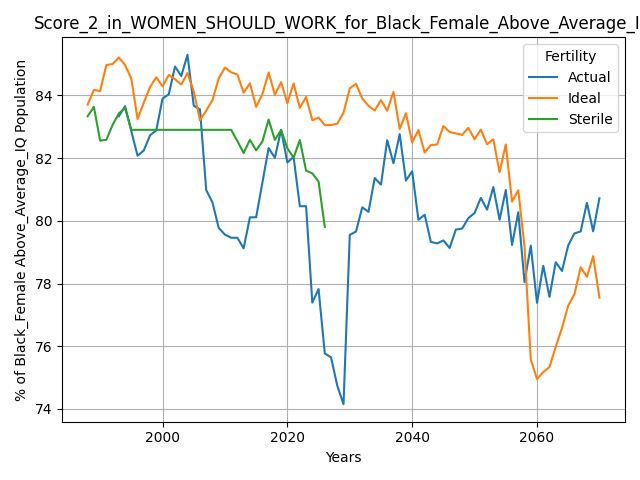 Score_2_in_WOMEN_SHOULD_WORK_for_Black_Female_Above_Average_I
Fertility
Actual
Ideal
Sterile
% of Black_Female Above_Average_IQ Population
84
82
80
78
76
74
2000
2020
2040
2060
Years